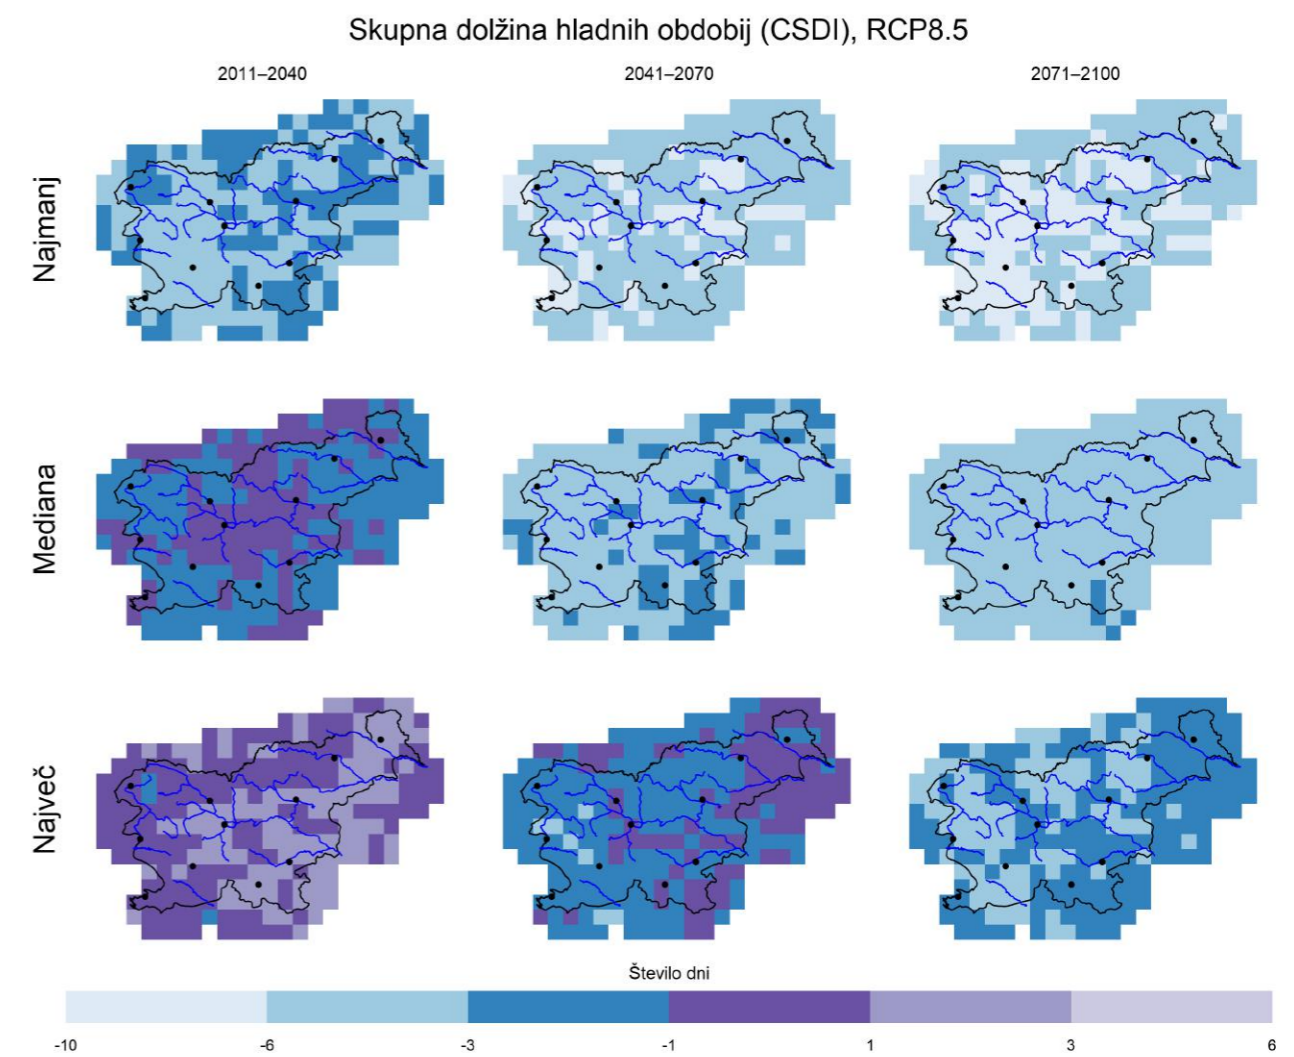 Skupna dolžina hladnih obdobij (CSDI), RCP8.5
2011–2040 2041–2070 2071–2100
Najmanj
Mediana
Največ
Število dni
-10 -6 -3 -1 1 3 6